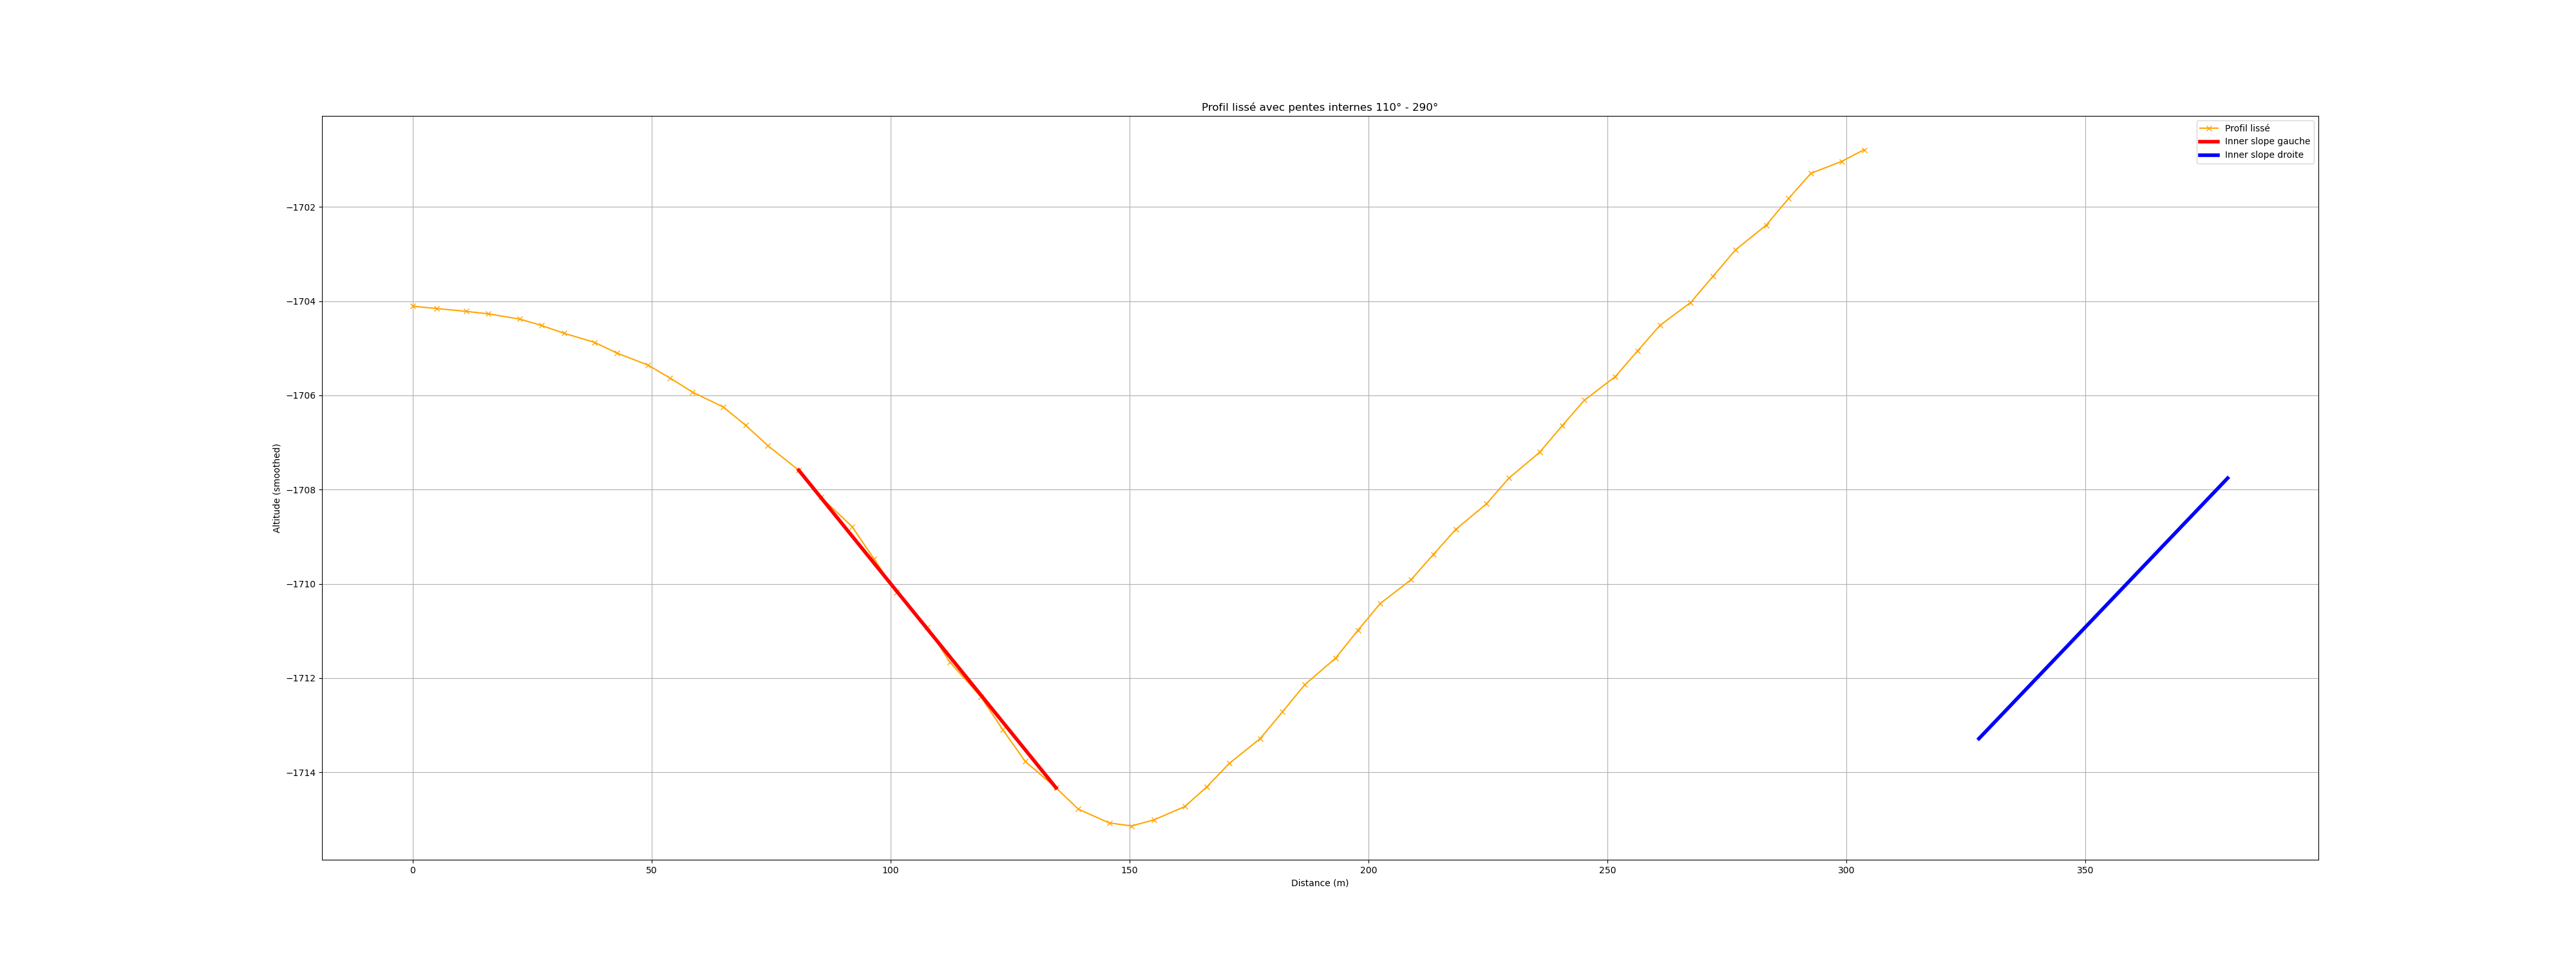 Profil lissé avec pentes internes 110° - 290°
Profil lissé
Inner slope gauche
Inner slope droite
−1702
−1704
−1706
−1708
−1710
−1712
−1714
Altitude (smoothed)
0 50 100 150 200 250 300 350
Distance (m)